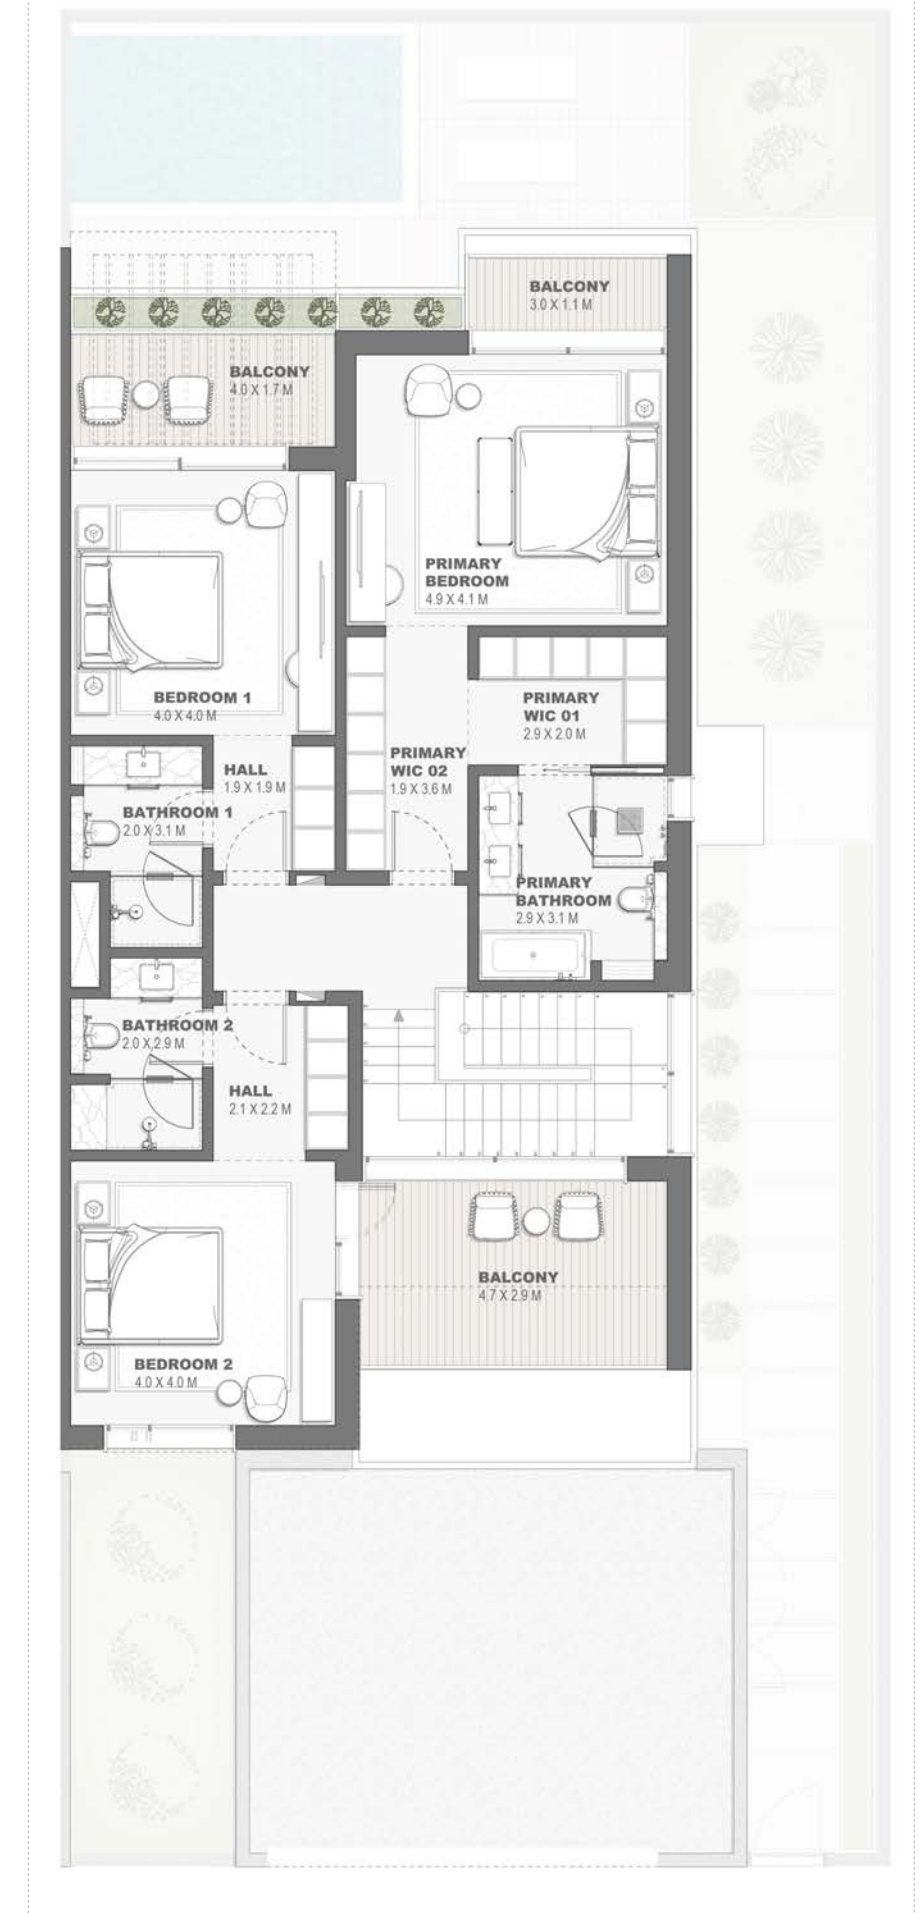 BALCONY
3.0 X 1.1 M
BALCONY
4.0 X 1.7 M
PRIMARY
BEDROOM
4.9 X 4.1 M
BEDROOM 1
4.0 X 4.0 M
PRIMARY
WIC 01
2.9 X 2.0 M
PRIMARY
WIC 02
1.9 X 3.6 M
HALL
1.9 X 1.9 M
BATHROOM 1
2.0 X 3.1 M
PRIMARY
BATHROOM
2.9 X 3.1 M
BATHROOM 2
2.0 X 2.9 M
HALL
2.1 X 2.2 M
BALCONY
4.7 X 2.9 M
BEDROOM 2
4.0 X 4.0 M